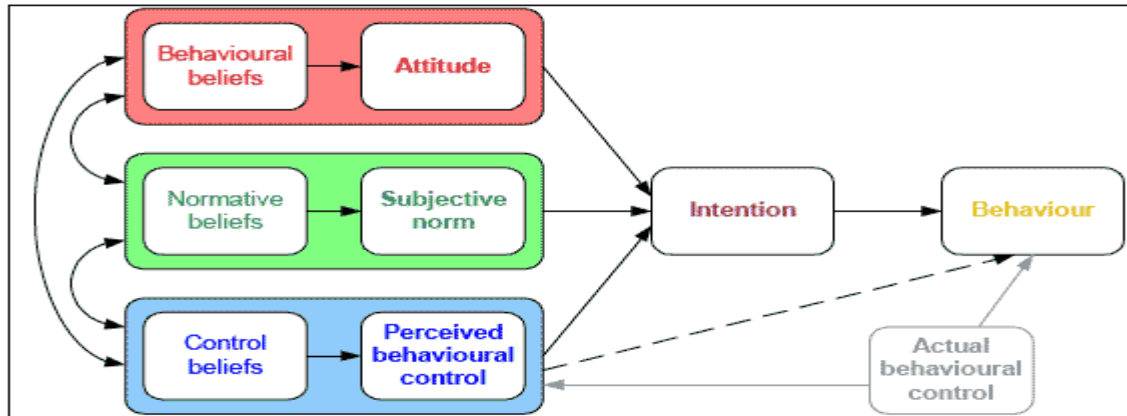 Behavioural
beliefs
Attitude
Normative
beliefs
Subjective
norm
Intention
Behaviour
Control
beliefs
Perceived
behavioural
control
Actual
behavioural
control